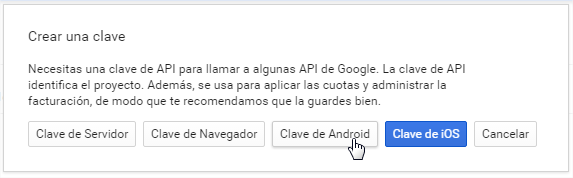 Crear una clave
Necesitas una clave de API para llamar a algunas API de Google. La clave de API
identifica el proyecto. Además, se usa para aplicar las cuotas y administrar la
facturación, de modo que te recomendamos que la guardes bien.
Clave de Servidor Clave de Navegador Clave de Android Clave de iOS Cancelar